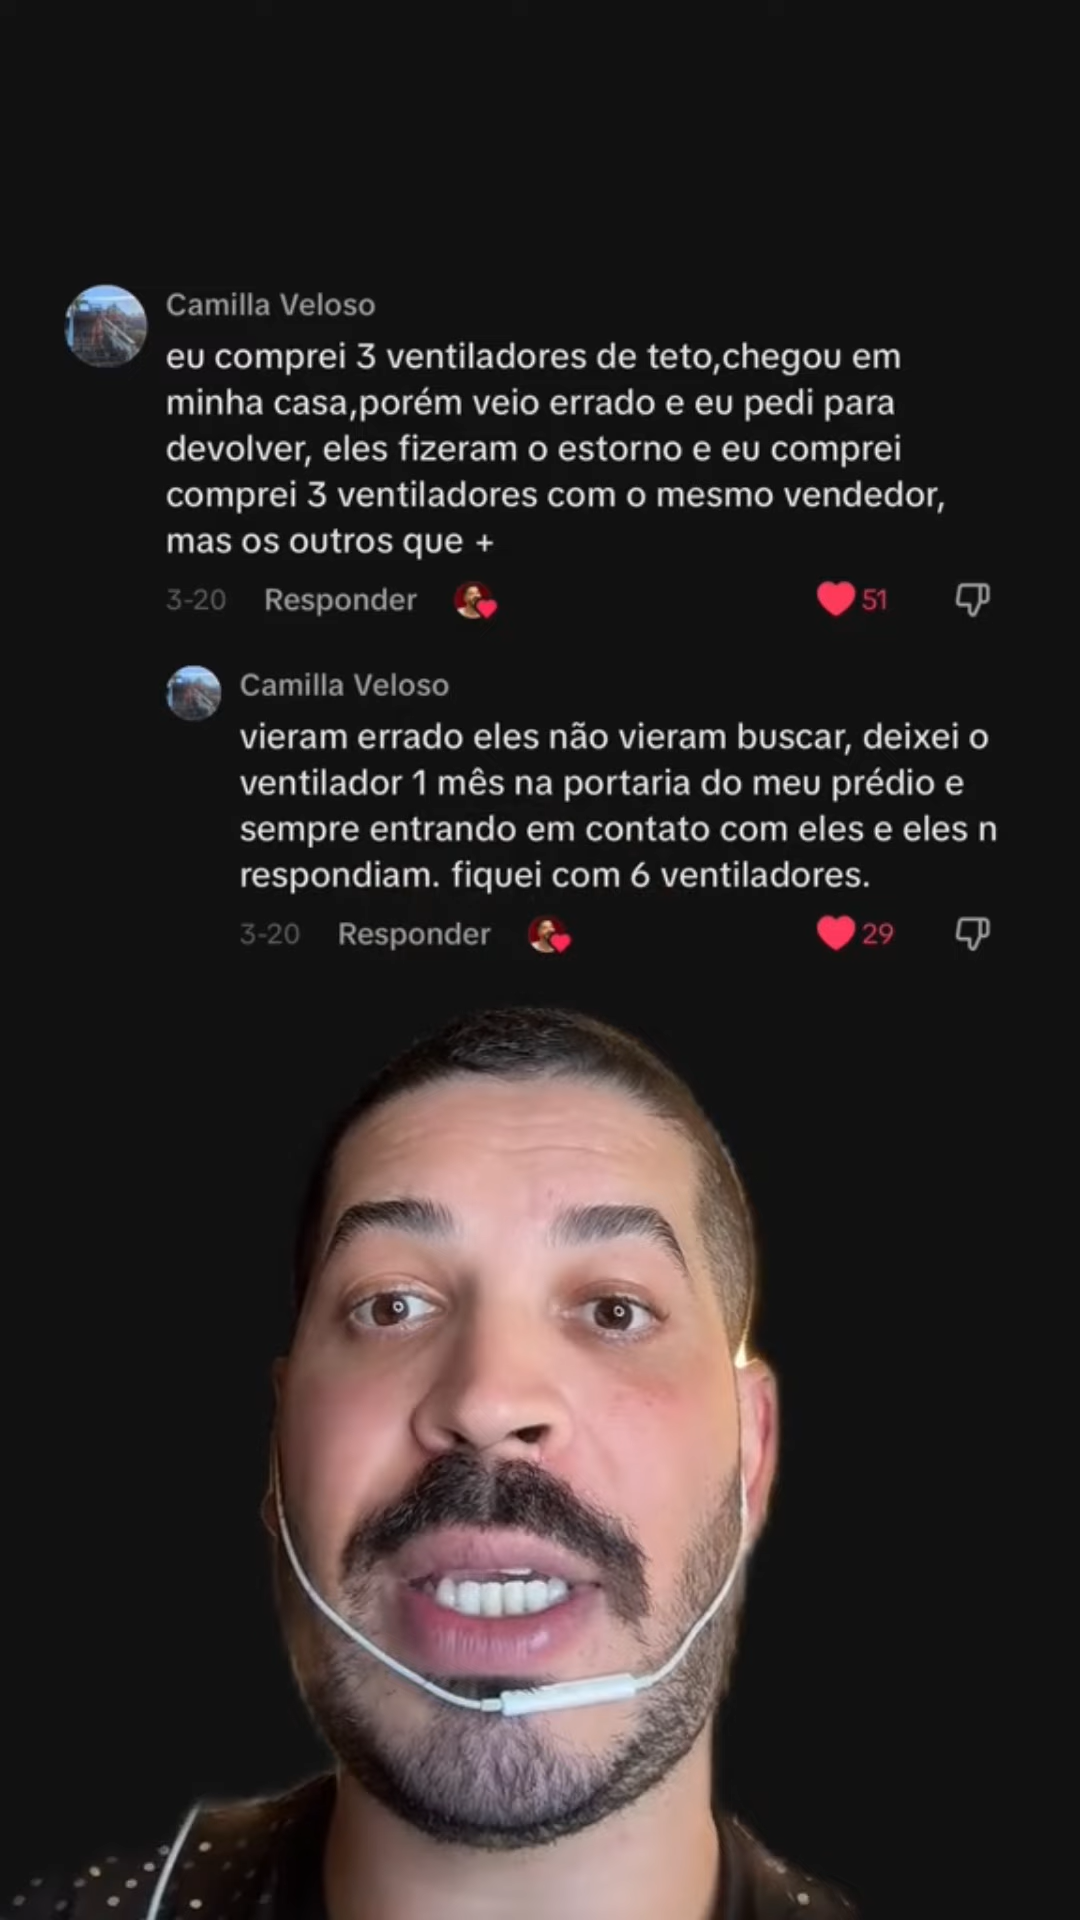 Camilla Veloso
eu comprei 3 ventiladores de teto,chegou em
minha casa,porém veio errado e eu pedi para
devolver, eles fizeram o estorno e eu comprei
comprei 3 ventiladores com o mesmo vendedor,
mas os outros que +
3-20 Responder 51
Camilla Veloso
vieram errado eles não vieram buscar, deixei o
ventilador 1 mês na portaria do meu prédio e
sempre entrando em contato com eles e eles n
respondiam. fiquei com 6 ventiladores.
3-20 Responder 29